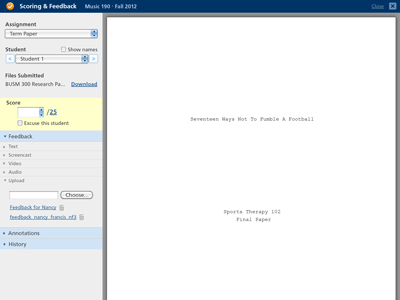 Scoring & Feedback Music 190 · Fall 2012 Close
Assignment
Term Paper
Student Show names
Student 1
Files Submitted
BUSM 300 Research Pa... Download
Score
/25
Excuse this student
Feedback
Text
Screencast
Video
Audio
Upload
Choose...
Feedback for Nancy
feedback_nancy_francis_nf3
Annotations
History
Seventeen Ways Not To Fumble A Football
Sports Therapy 102
Final Paper